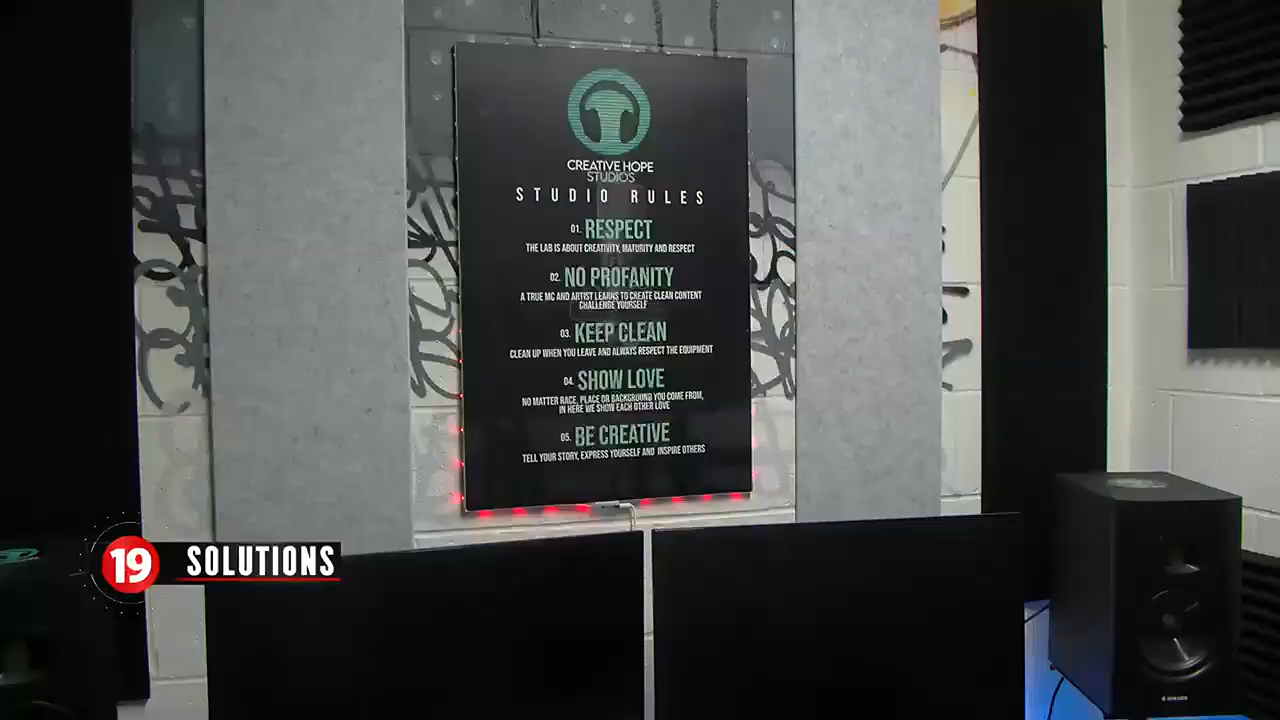 CREATIVE HOPE
STUDIOS
STUDIO RULES
01. RESPECT
THE LAB IS ABOUT CREATIVITY, MATURITY AND RESPECT
02. NO PROFANITY
A TRUE MC AND ARTIST LEARNS TO CREATE CLEAN CONTENT
CHALLENGE YOURSELF
03. KEEP CLEAN
CLEAN UP WHEN YOU LEAVE AND ALWAYS RESPECT THE EQUIPMENT
04. SHOW LOVE
NO MATTER RACE, PLACE OR BACKGROUND YOU COME FROM,
IN HERE WE SHOW EACH OTHER LOVE
05. BE CREATIVE
TELL YOUR STORY, EXPRESS YOURSELF AND INSPIRE OTHERS
19 SOLUTIONS